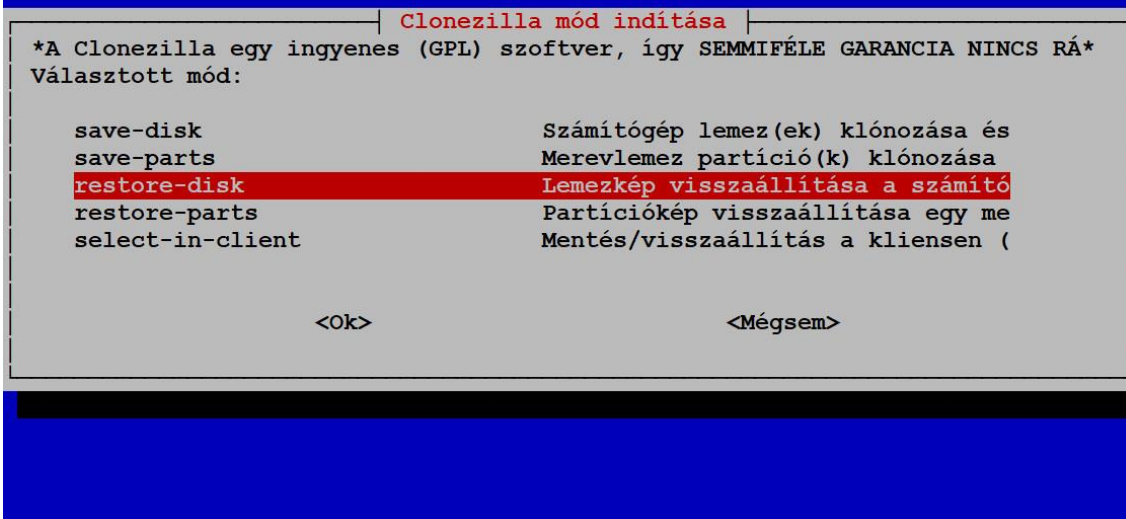 Clonezilla mód indítása
*A Clonezilla egy ingyenes (GPL) szoftver, így SEMMIFÉLE GARANCIA NINCS RÁ*
Választott mód:
save-disk Számítógép lemez(ek) klónozása és
save-parts Merevlemez partíció(k) klónozása
restore-disk Lemezkép visszaállítása a számító
restore-parts Partíciókép visszaállítása egy me
select-in-client Mentés/visszaállítás a kliensen (
<Ok> <Mégsem>